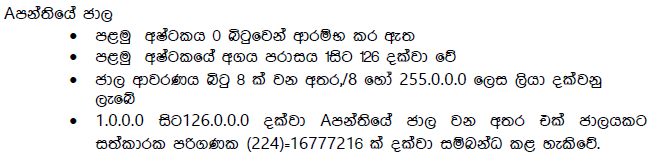 Aපන්තියේ ජාල
• පළමු අෂ්ටකය 0 බිටුවෙන් ආරම්භ කර ඇත
• පළමු අෂ්ටකයේ අගය පරාසය 1සිට 126 දක්වා වේ
• ජාල ආවරණය බිටු 8 ක් වන අතර,/8 හෝ 255.0.0.0 ලෙස ලියා දක්වනු
ලැබේ
• 1.0.0.0 සිට126.0.0.0 දක්වා Aපන්තියේ ජාල වන අතර එක් ජාලයකට
සත්කාරක පරිගණක (224)=16777216 ක් දක්වා සම්බන්ධ කළ හැකිවේ.